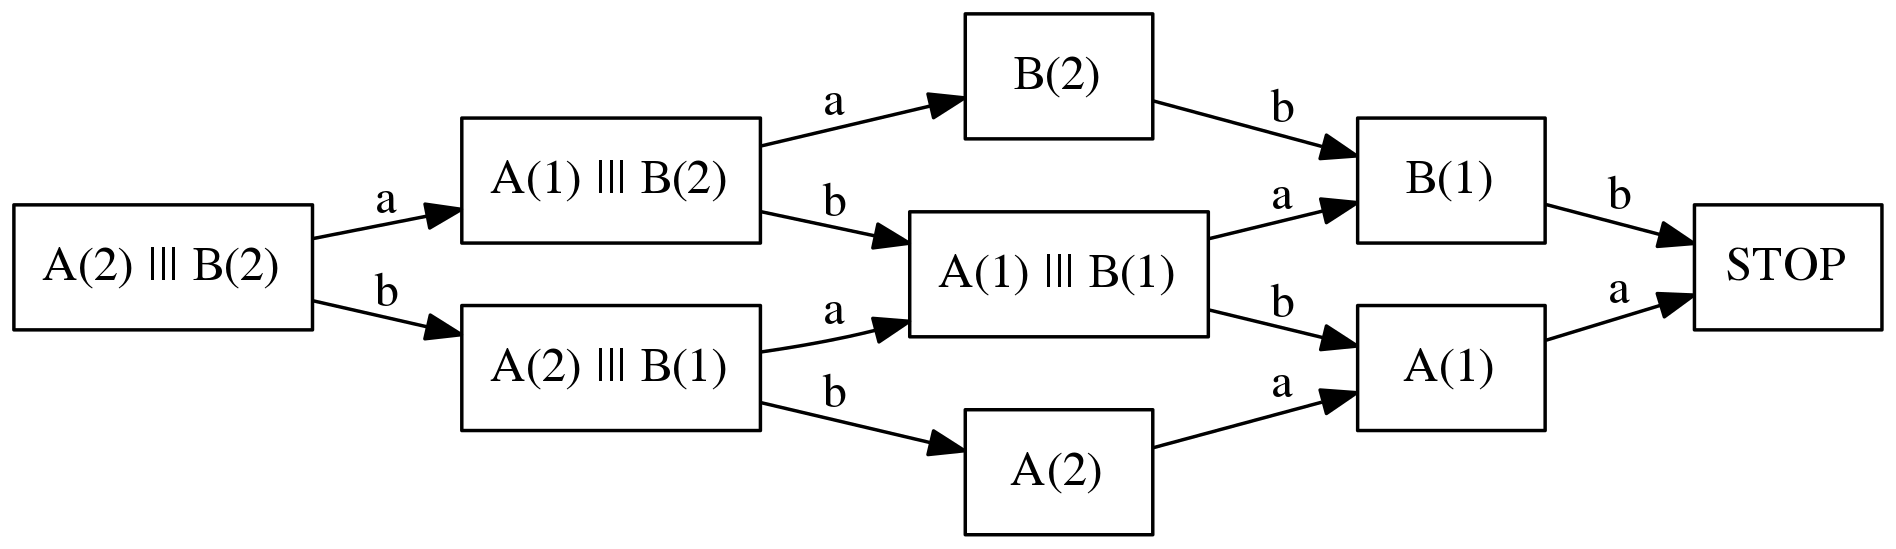 B(2)
a
b
A(1) ||| B(2)
B(1)
a
b
a
b
A(2) ||| B(2)
A(1) ||| B(1)
STOP
b
a
b
a
A(2) ||| B(1)
A(1)
b
a
A(2)